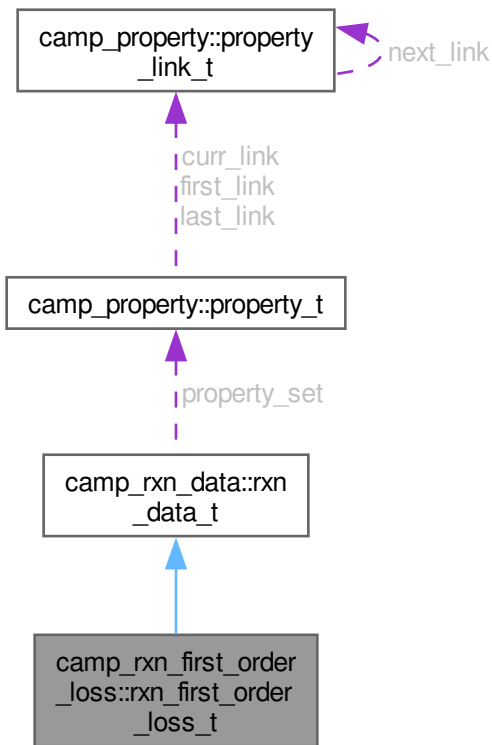 camp_property::property
_link_t
next_link
curr_link
first_link
last_link
camp_property::property_t
property_set
camp_rxn_data::rxn
_data_t
camp_rxn_first_order
_loss::rxn_first_order
_loss_t